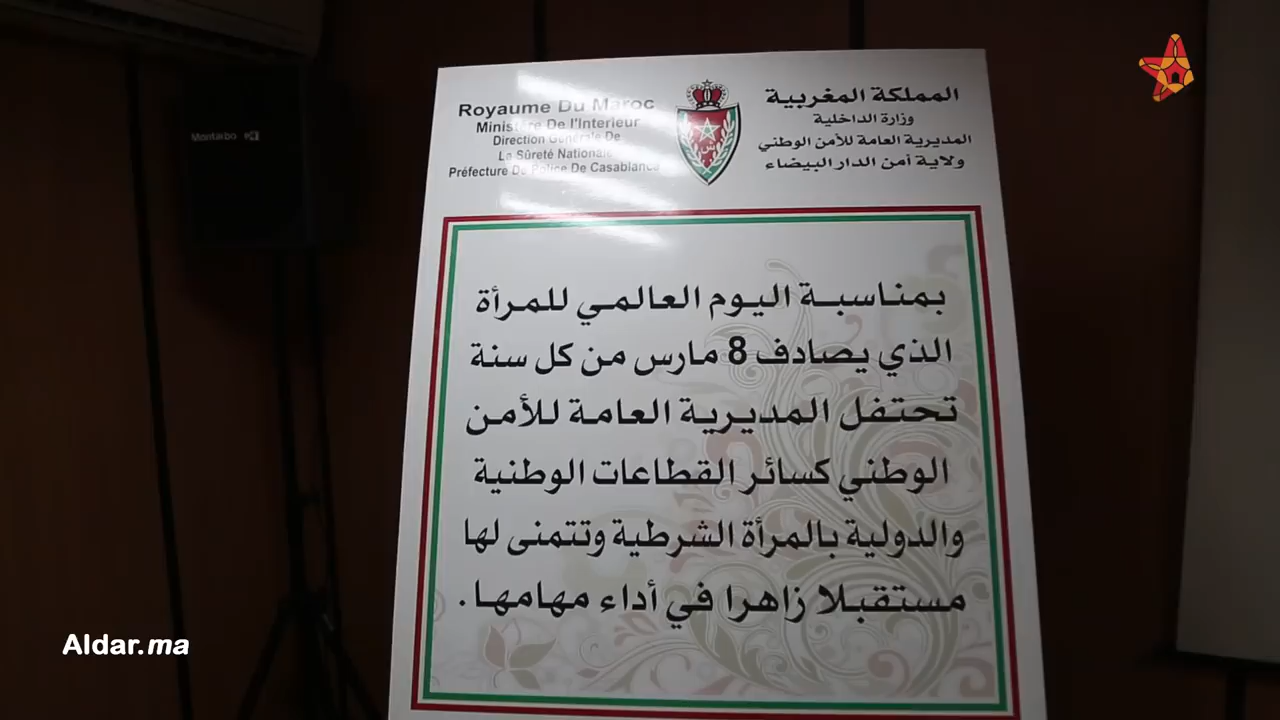 Montarbo
Royaume Du Maroc
Ministère De l'Interieur
Direction Générale De
La Sûreté Nationale
Préfecture De Police De Casablanca
المملكة المغربية
وزارة الداخلية
المديرية العامة للأمن الوطني
ولاية أمن الدار البيضاء
بمناسبة اليوم العالمي للمرأة
الذي يصادف 8 مارس من كل سنة
تحتفل المديرية العامة للأمن
الوطني كسائر القطاعات الوطنية
والدولية بالمرأة الشرطية وتتمنى لها
مستقبلا زاهرا في أداء مهامها.
Aldar.ma